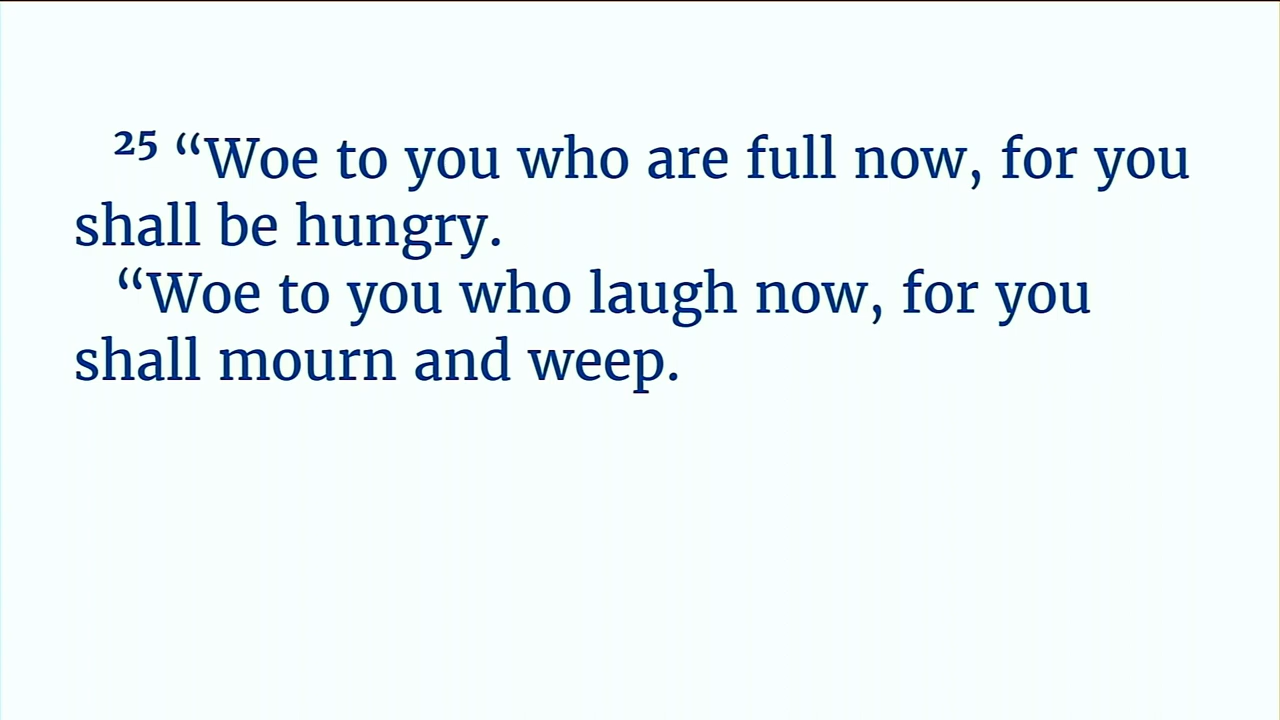 25 “Woe to you who are full now, for you
shall be hungry.
“Woe to you who laugh now, for you
shall mourn and weep.